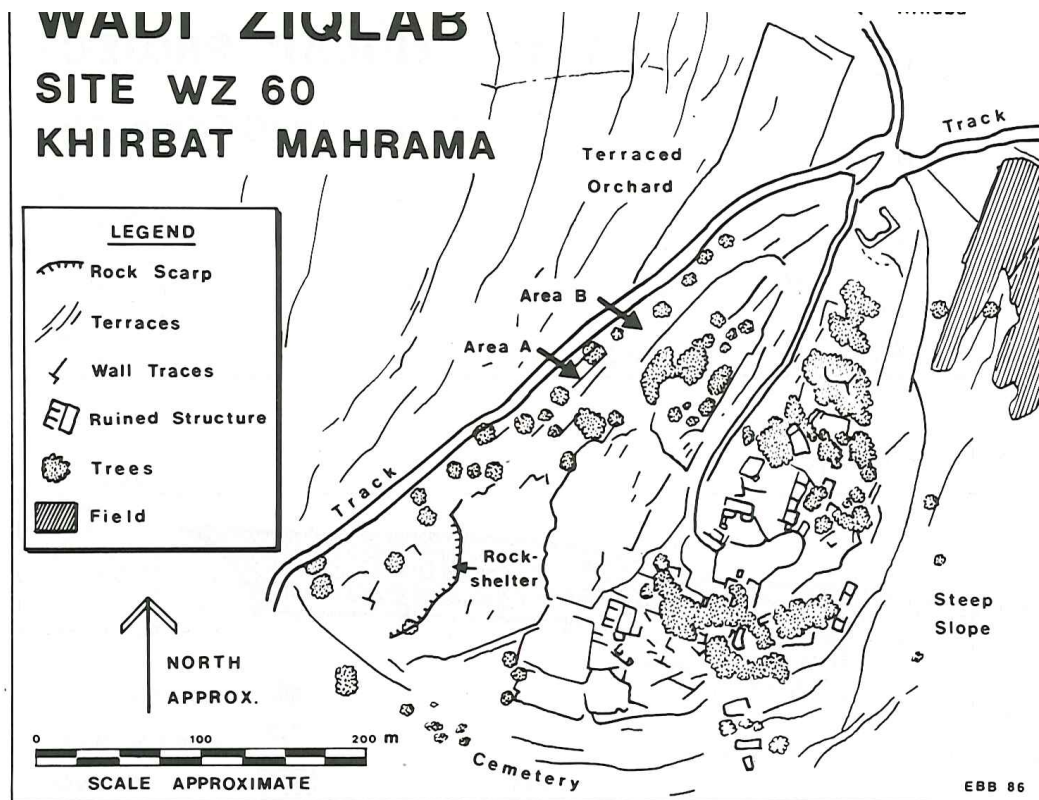 WADI ZIQLAB
SITE WZ 60
KHIRBAT MAHRAMA
Track
Terraced
Orchard
LEGEND
Rock Scarp
Terraces
Wall Traces
Ruined Structure
Trees
Field
Area B
Area A
Track
Rock-
shelter
Steep
Slope
NORTH
APPROX.
0 100 200 m
SCALE APPROXIMATE
Cemetery
EBB 86